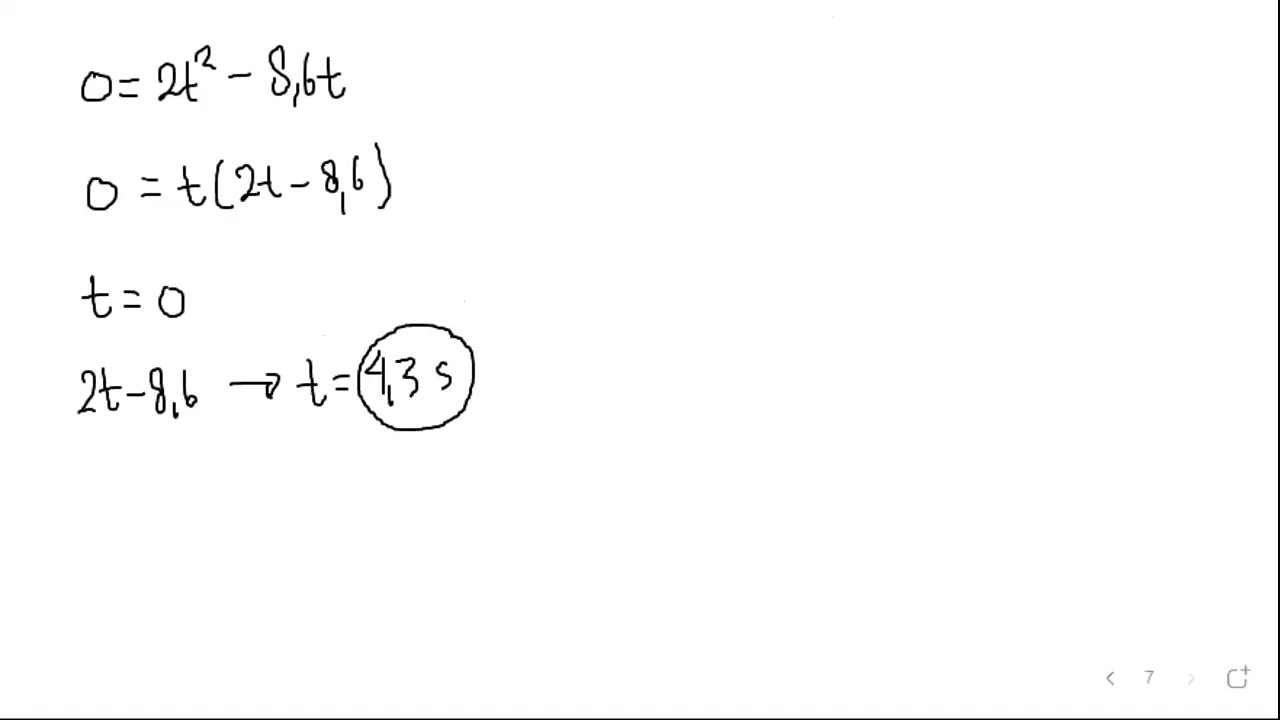 0 = 2t² - 8,6t
0 = t(2t - 8,6)
t = 0
2t - 8,6 → t = 4,3 s
< 7 >